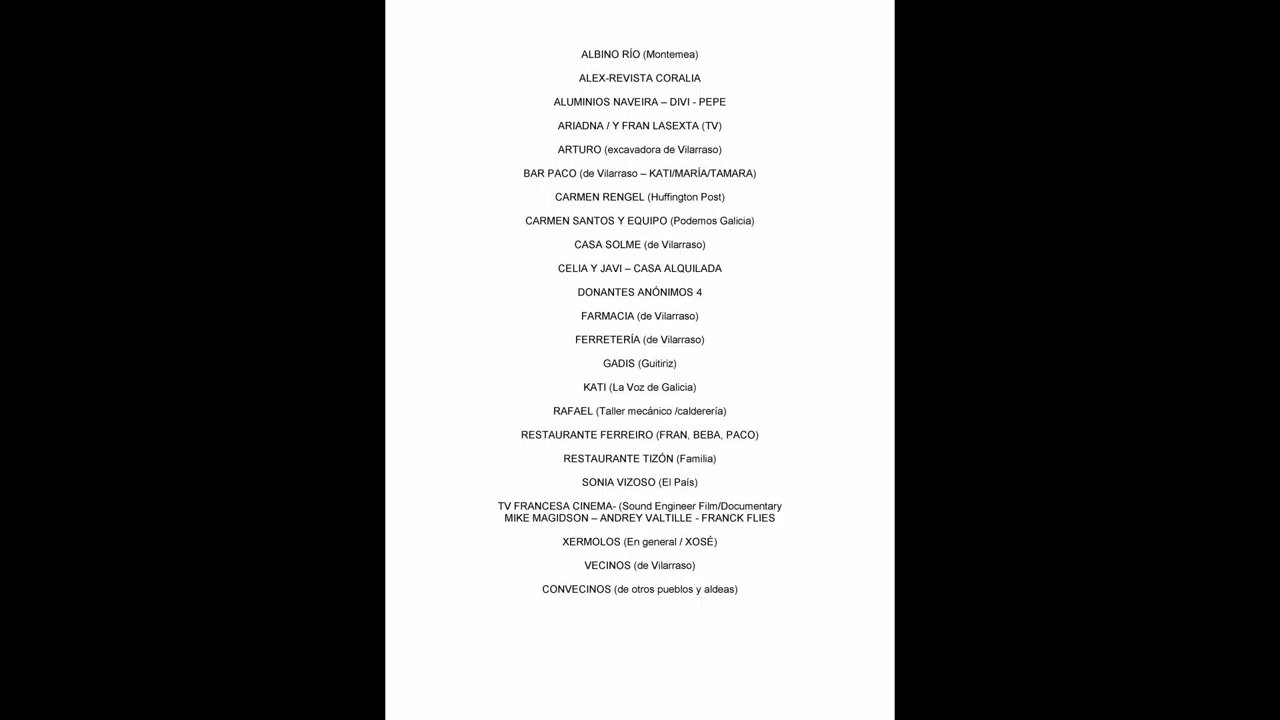 ALBINO RÍO (Montemea)
ALEX-REVISTA CORALIA
ALUMINIOS NAVEIRA – DIVI - PEPE
ARIADNA / Y FRAN LASEXTA (TV)
ARTURO (excavadora de Vilarraso)
BAR PACO (de Vilarraso – KATI/MARÍA/TAMARA)
CARMEN RENGEL (Huffington Post)
CARMEN SANTOS Y EQUIPO (Podemos Galicia)
CASA SOLME (de Vilarraso)
CELIA Y JAVI – CASA ALQUILADA
DONANTES ANÓNIMOS 4
FARMACIA (de Vilarraso)
FERRETERÍA (de Vilarraso)
GADIS (Guitiriz)
KATI (La Voz de Galicia)
RAFAEL (Taller mecánico /calderería)
RESTAURANTE FERREIRO (FRAN, BEBA, PACO)
RESTAURANTE TIZÓN (Familia)
SONIA VIZOSO (El País)
TV FRANCESA CINEMA- (Sound Engineer Film/Documentary
MIKE MAGIDSON – ANDREY VALTILLE - FRANCK FLIES
XERMOLOS (En general / XOSÉ)
VECINOS (de Vilarraso)
CONVECINOS (de otros pueblos y aldeas)